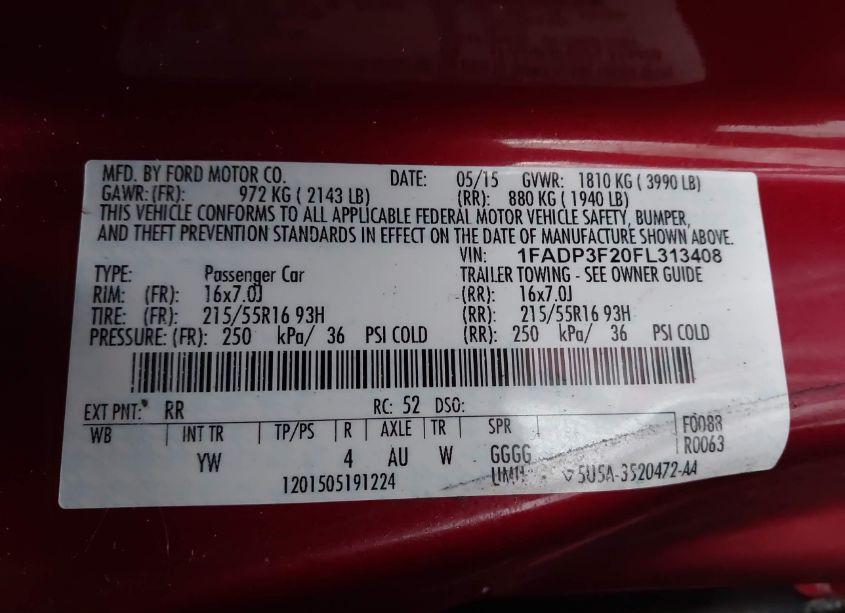 MFD. BY FORD MOTOR CO. DATE: 05/15 GVWR: 1810 KG ( 3990 LB)
GAWR:(FR): 972 KG ( 2143 LB) (RR): 880 KG ( 1940 LB)
THIS VEHICLE CONFORMS TO ALL APPLICABLE FEDERAL MOTOR VEHICLE SAFETY, BUMPER,
AND THEFT PREVENTION STANDARDS IN EFFECT ON THE DATE OF MANUFACTURE SHOWN ABOVE.
VIN: 1FADP3F20FL313408
TYPE: Passenger Car TRAILER TOWING - SEE OWNER GUIDE
RIM: (FR): 16x7.0J (RR): 16x7.0J
TIRE: (FR): 215/55R16 93H (RR): 215/55R16 93H
PRESSURE: (FR): 250 kPa/ 36 PSI COLD (RR): 250 kPa/ 36 PSI COLD
EXT PNT: RR RC: 52 DSO:
WB INT TR TP/PS R AXLE TR SPR F0088
YW 4 AU W GGGG R0063
1201505191224 5U5A-3520472-AA